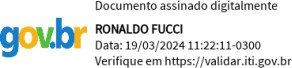 gov.br
Documento assinado digitalmente
RONALDO FUCCI
Data: 19/03/2024 11:22:11-0300
Verifique em https://validar.iti.gov.br